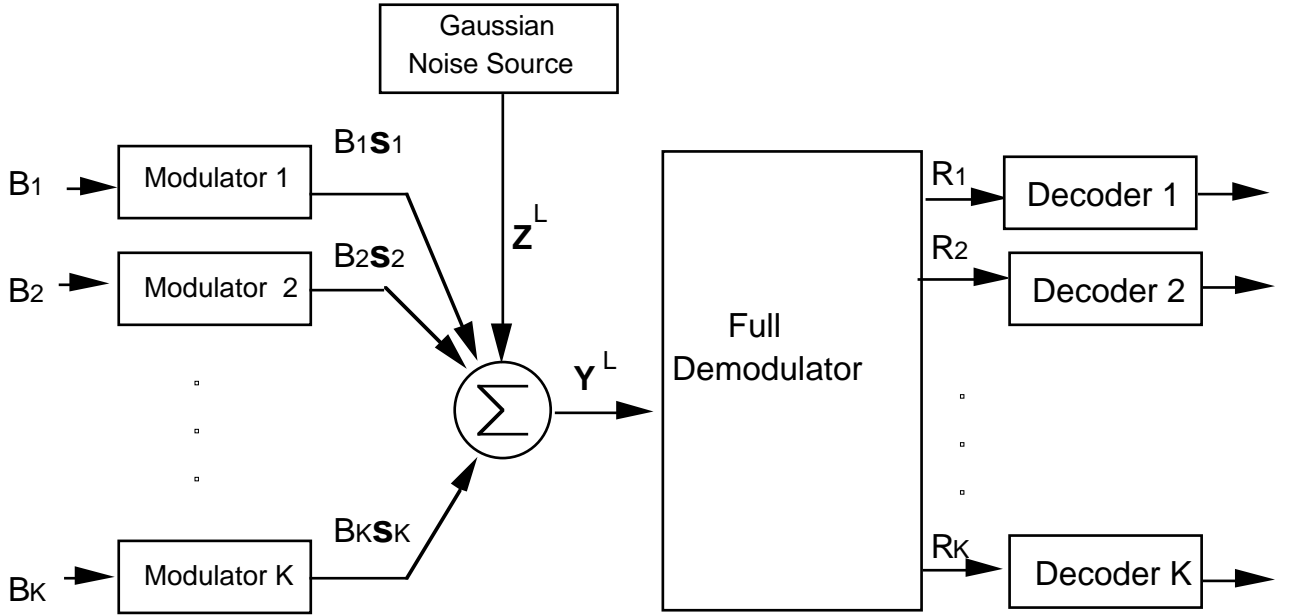 Gaussian
Noise Source
B1
Modulator 1
B1s1
Z L
R1
Decoder 1
B2
Modulator 2
B2s2
R2
Decoder 2
Full
Demodulator
∑
Y L
BK
Modulator K
BKsK
RK
Decoder K